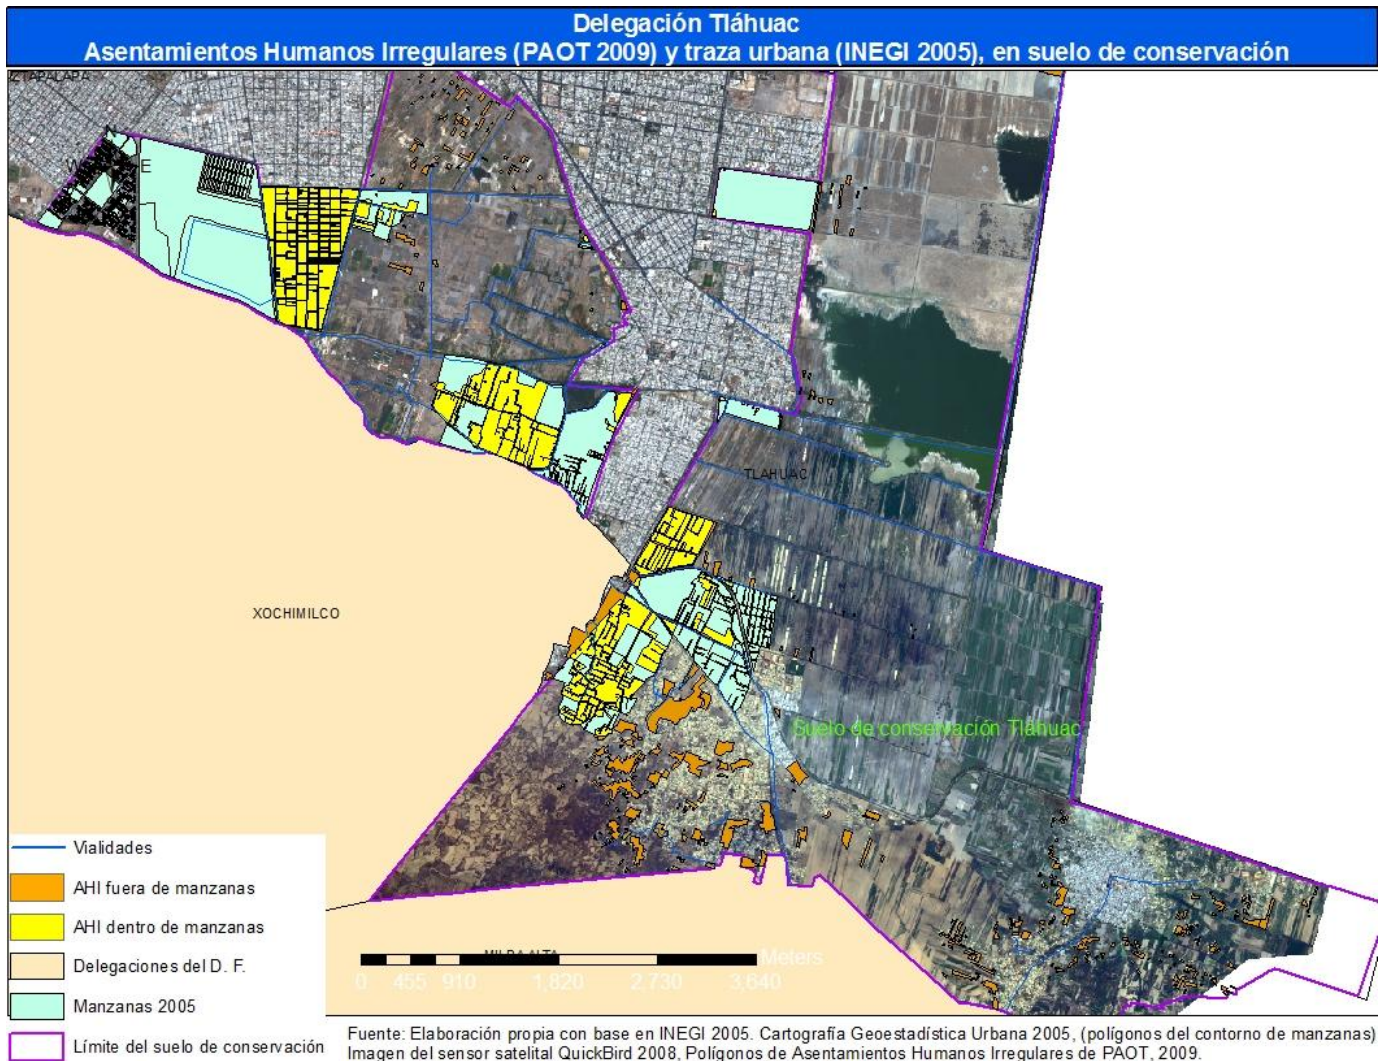 Delegación Tláhuac
Asentamientos Humanos Irregulares (PAOT 2009) y traza urbana (INEGI 2005), en suelo de conservación
IZTAPALAPA
N
W E
TLAHUAC
XOCHIMILCO
Suelo de conservación Tláhuac
Vialidades
AHI fuera de manzanas
AHI dentro de manzanas
Delegaciones del D. F.
Manzanas 2005
Límite del suelo de conservación
MILPA ALTA
Meters
0 455 910 1,820 2,730 3,640
Fuente: Elaboración propia con base en INEGI 2005. Cartografía Geoestadística Urbana 2005, (polígonos del contorno de manzanas)
Imagen del sensor satelital QuickBird 2008, Polígonos de Asentamientos Humanos Irregulares de PAOT, 2009.